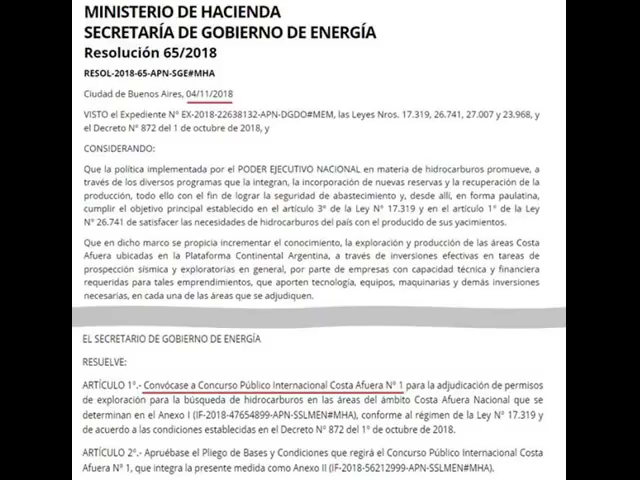 MINISTERIO DE HACIENDA
SECRETARÍA DE GOBIERNO DE ENERGÍA
Resolución 65/2018
RESOL-2018-65-APN-SGE#MHA
Ciudad de Buenos Aires, 04/11/2018
VISTO el Expediente N° EX-2018-22638132-APN-DGDO#MEM, las Leyes Nros. 17.319, 26.741, 27.007 y 23.968, y
el Decreto N° 872 del 1 de octubre de 2018, y
CONSIDERANDO:
Que la política implementada por el PODER EJECUTIVO NACIONAL en materia de hidrocarburos promueve, a
través de los diversos programas que la integran, la incorporación de nuevas reservas y la recuperación de la
producción, todo ello con el fin de lograr la seguridad de abastecimiento y, desde allí, en forma paulatina,
cumplir el objetivo principal establecido en el artículo 3° de la Ley N° 17.319 y en el artículo 1° de la Ley
N° 26.741 de satisfacer las necesidades de hidrocarburos del país con el producido de sus yacimientos.
Que en dicho marco se propicia incrementar el conocimiento, la exploración y producción de las áreas Costa
Afuera ubicadas en la Plataforma Continental Argentina, a través de inversiones efectivas en tareas de
prospección sísmica y exploratorias en general, por parte de empresas con capacidad técnica y financiera
requeridas para tales emprendimientos, que aporten tecnología, equipos, maquinarias y demás inversiones
necesarias, en cada una de las áreas que se adjudiquen.
EL SECRETARIO DE GOBIERNO DE ENERGÍA
RESUELVE:
ARTÍCULO 1°.- Convócase a Concurso Público Internacional Costa Afuera N° 1 para la adjudicación de permisos
de exploración para la búsqueda de hidrocarburos en las áreas del ámbito Costa Afuera Nacional que se
determinan en el Anexo I (IF-2018-47654899-APN-SSLMEN#MHA), conforme al régimen de la Ley N° 17.319 y
de acuerdo a las condiciones establecidas en el Decreto N° 872 del 1° de octubre de 2018.
ARTÍCULO 2°.- Apruébase el Pliego de Bases y Condiciones que regirá el Concurso Público Internacional Costa
Afuera N° 1, que integra la presente medida como Anexo II (IF-2018-56212999-APN-SSLMEN#MHA).